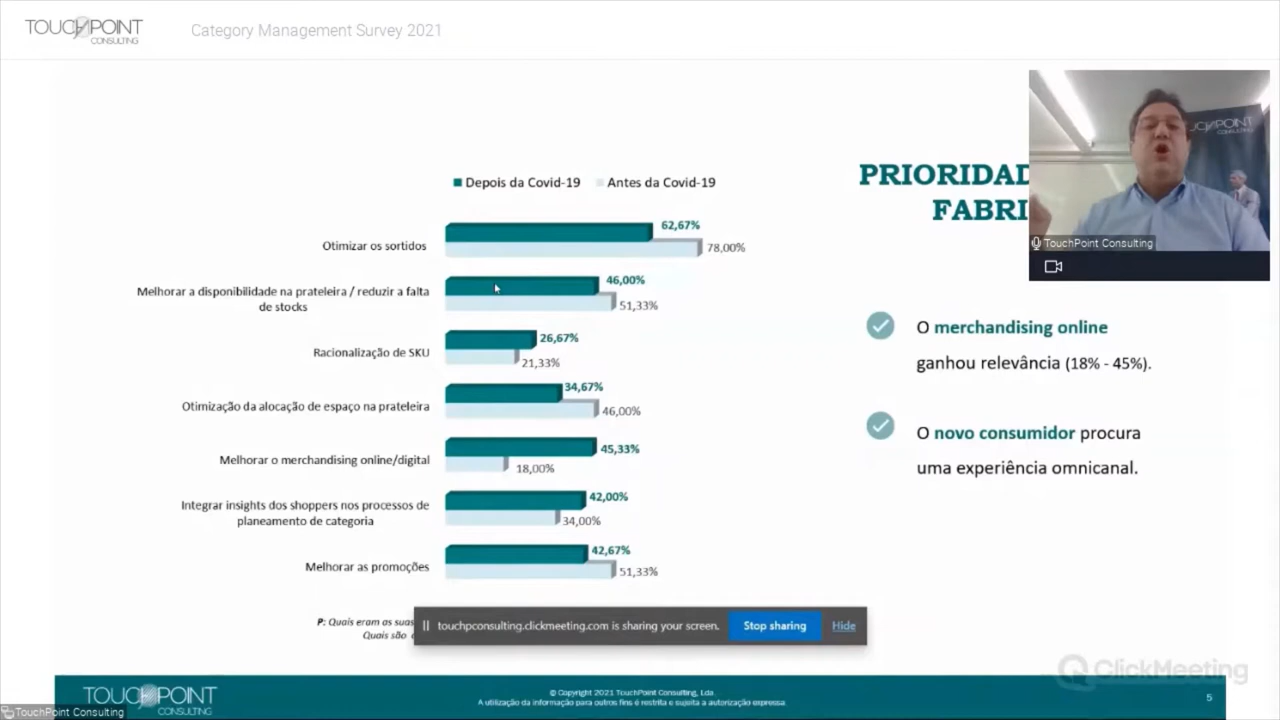 TOUCHPOINT
CONSULTING
Category Management Survey 2021
Depois da Covid-19
Antes da Covid-19
PRIORIDAD
FABRI
Otimizar os sortidos
62,67%
78,00%
Melhorar a disponibilidade na prateleira / reduzir a falta
de stocks
46,00%
51,33%
Racionalização de SKU
26,67%
21,33%
Otimização da alocação de espaço na prateleira
34,67%
46,00%
Melhorar o merchandising online/digital
45,33%
18,00%
Integrar insights dos shoppers nos processos de
planeamento de categoria
42,00%
34,00%
Melhorar as promoções
42,67%
51,33%
TOUCHPOINT
CONSULTING
TouchPoint Consulting
O merchandising online
ganhou relevância (18% - 45%).
O novo consumidor procura
uma experiência omnicanal.
P: Quais eram as suas
Quais são
touchpconsulting.clickmeeting.com is sharing your screen.
Stop sharing
Hide
ClickMeeting
TOUCHPOINT
CONSULTING
© Copyright 2021 TouchPoint Consulting, Lda.
A utilização da informação para outros fins é restrita e sujeita a autorização expressa.
5
TouchPoint Consulting